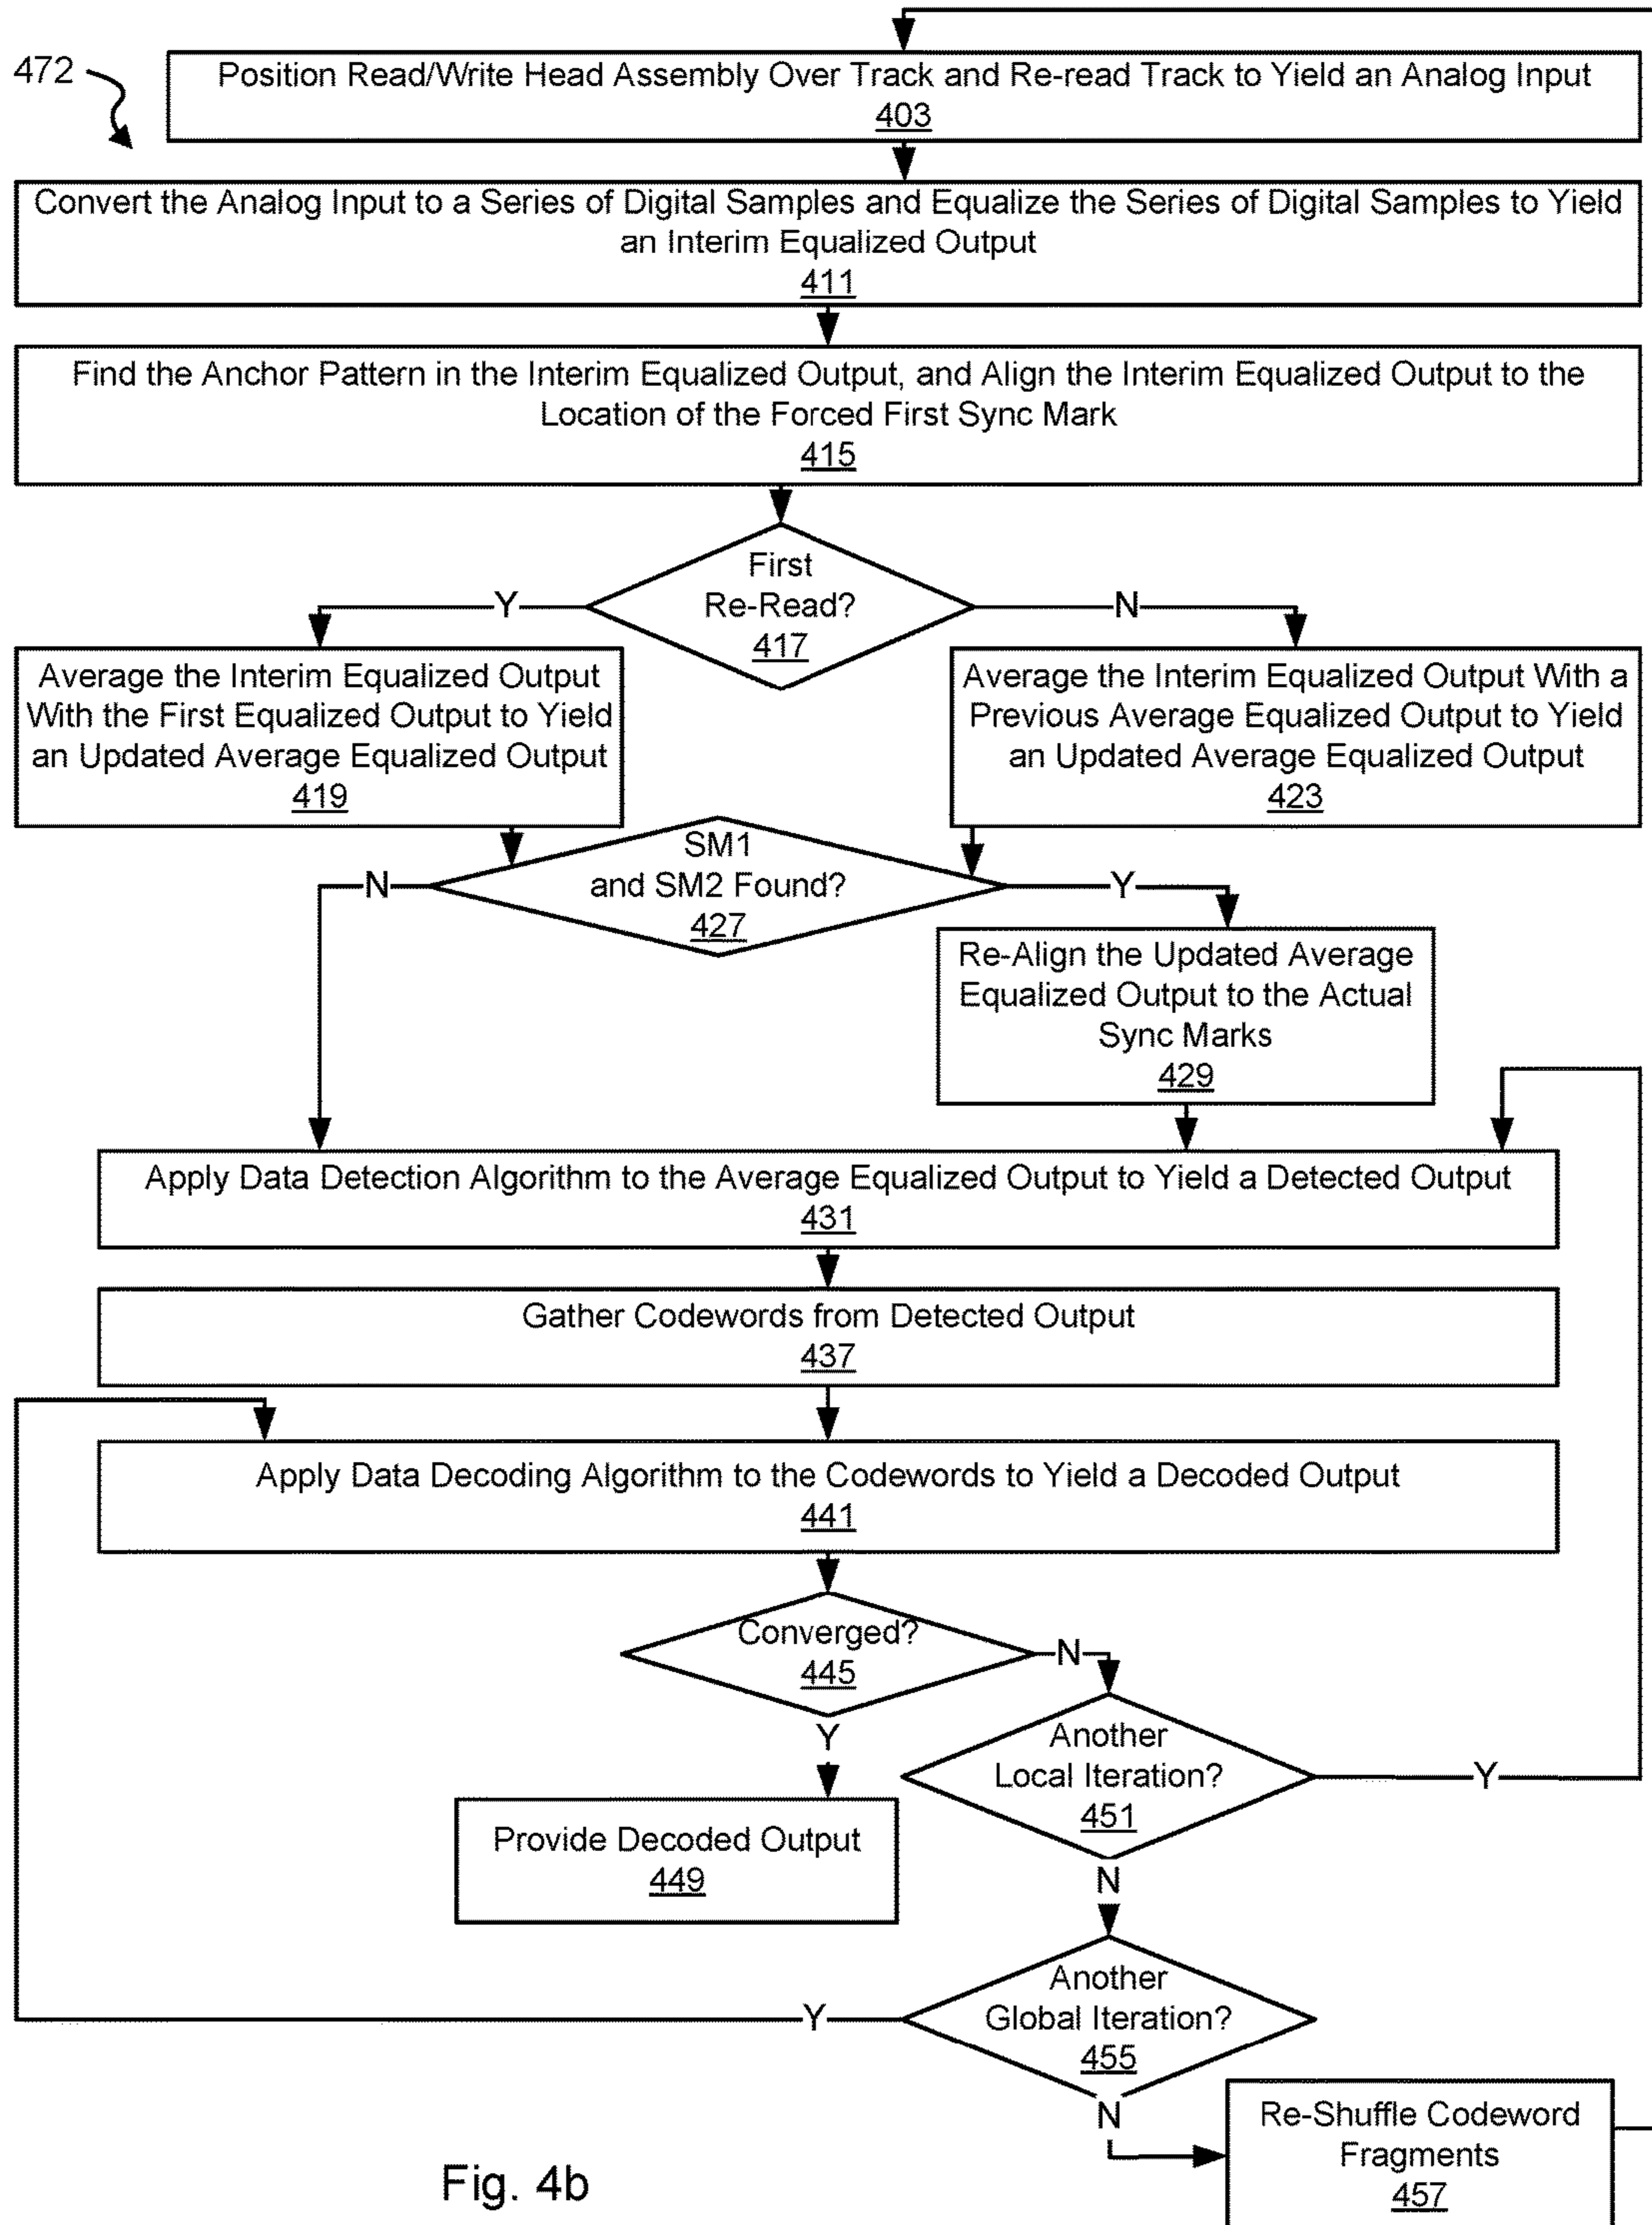 472
Position Read/Write Head Assembly Over Track and Re-read Track to Yield an Analog Input
403
Convert the Analog Input to a Series of Digital Samples and Equalize the Series of Digital Samples to Yield
an Interim Equalized Output
411
Find the Anchor Pattern in the Interim Equalized Output, and Align the Interim Equalized Output to the
Location of the Forced First Sync Mark
415
First
Re-Read?
417
Y
N
Average the Interim Equalized Output
With the First Equalized Output to Yield
an Updated Average Equalized Output
419
Average the Interim Equalized Output With a
Previous Average Equalized Output to Yield
an Updated Average Equalized Output
423
SM1
and SM2 Found?
427
N
Y
Re-Align the Updated Average
Equalized Output to the Actual
Sync Marks
429
Apply Data Detection Algorithm to the Average Equalized Output to Yield a Detected Output
431
Gather Codewords from Detected Output
437
Apply Data Decoding Algorithm to the Codewords to Yield a Decoded Output
441
Converged?
445
N
Y
Another
Local Iteration?
451
Y
Provide Decoded Output
449
N
Another
Global Iteration?
455
Y
N
Re-Shuffle Codeword
Fragments
457
Fig. 4b